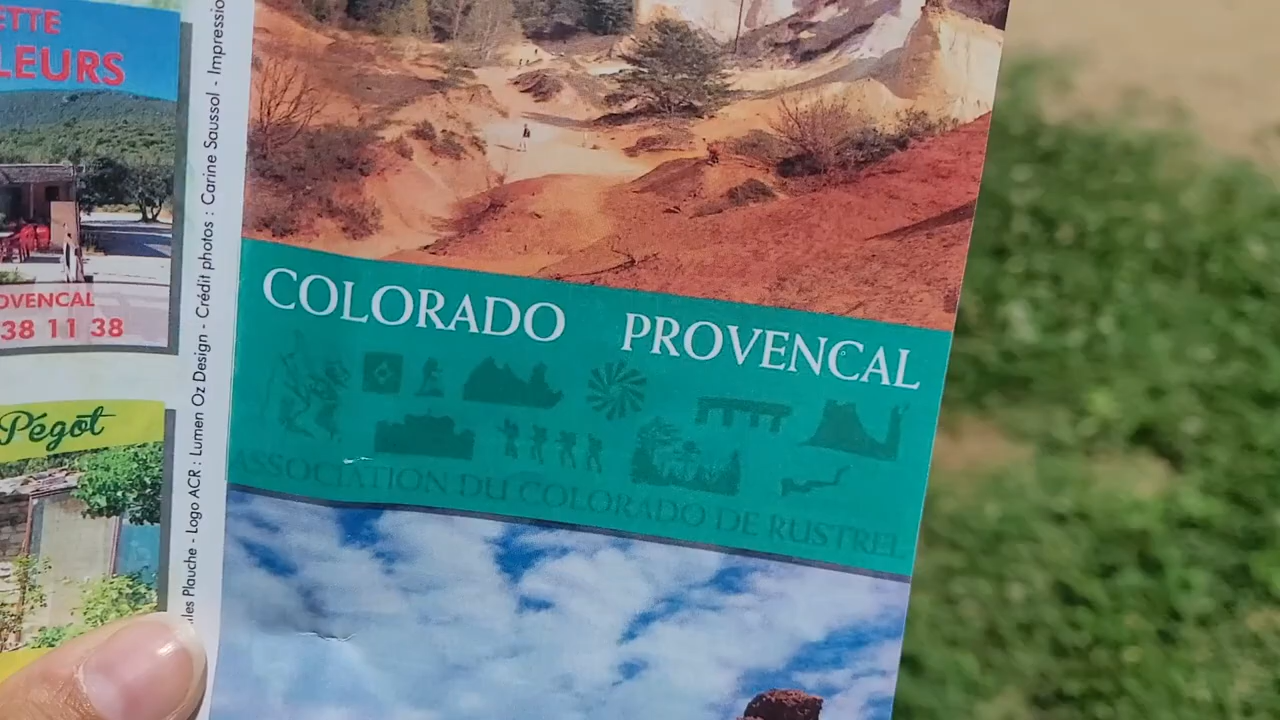 ETTE
LEURS
OVENCAL
38 11 38
Pégot
les Plauche - Logo ACR : Lumen Oz Design - Crédit photos : Carine Saussol - Impressio
COLORADO PROVENCAL
ASSOCIATION DU COLORADO DE RUSTREL